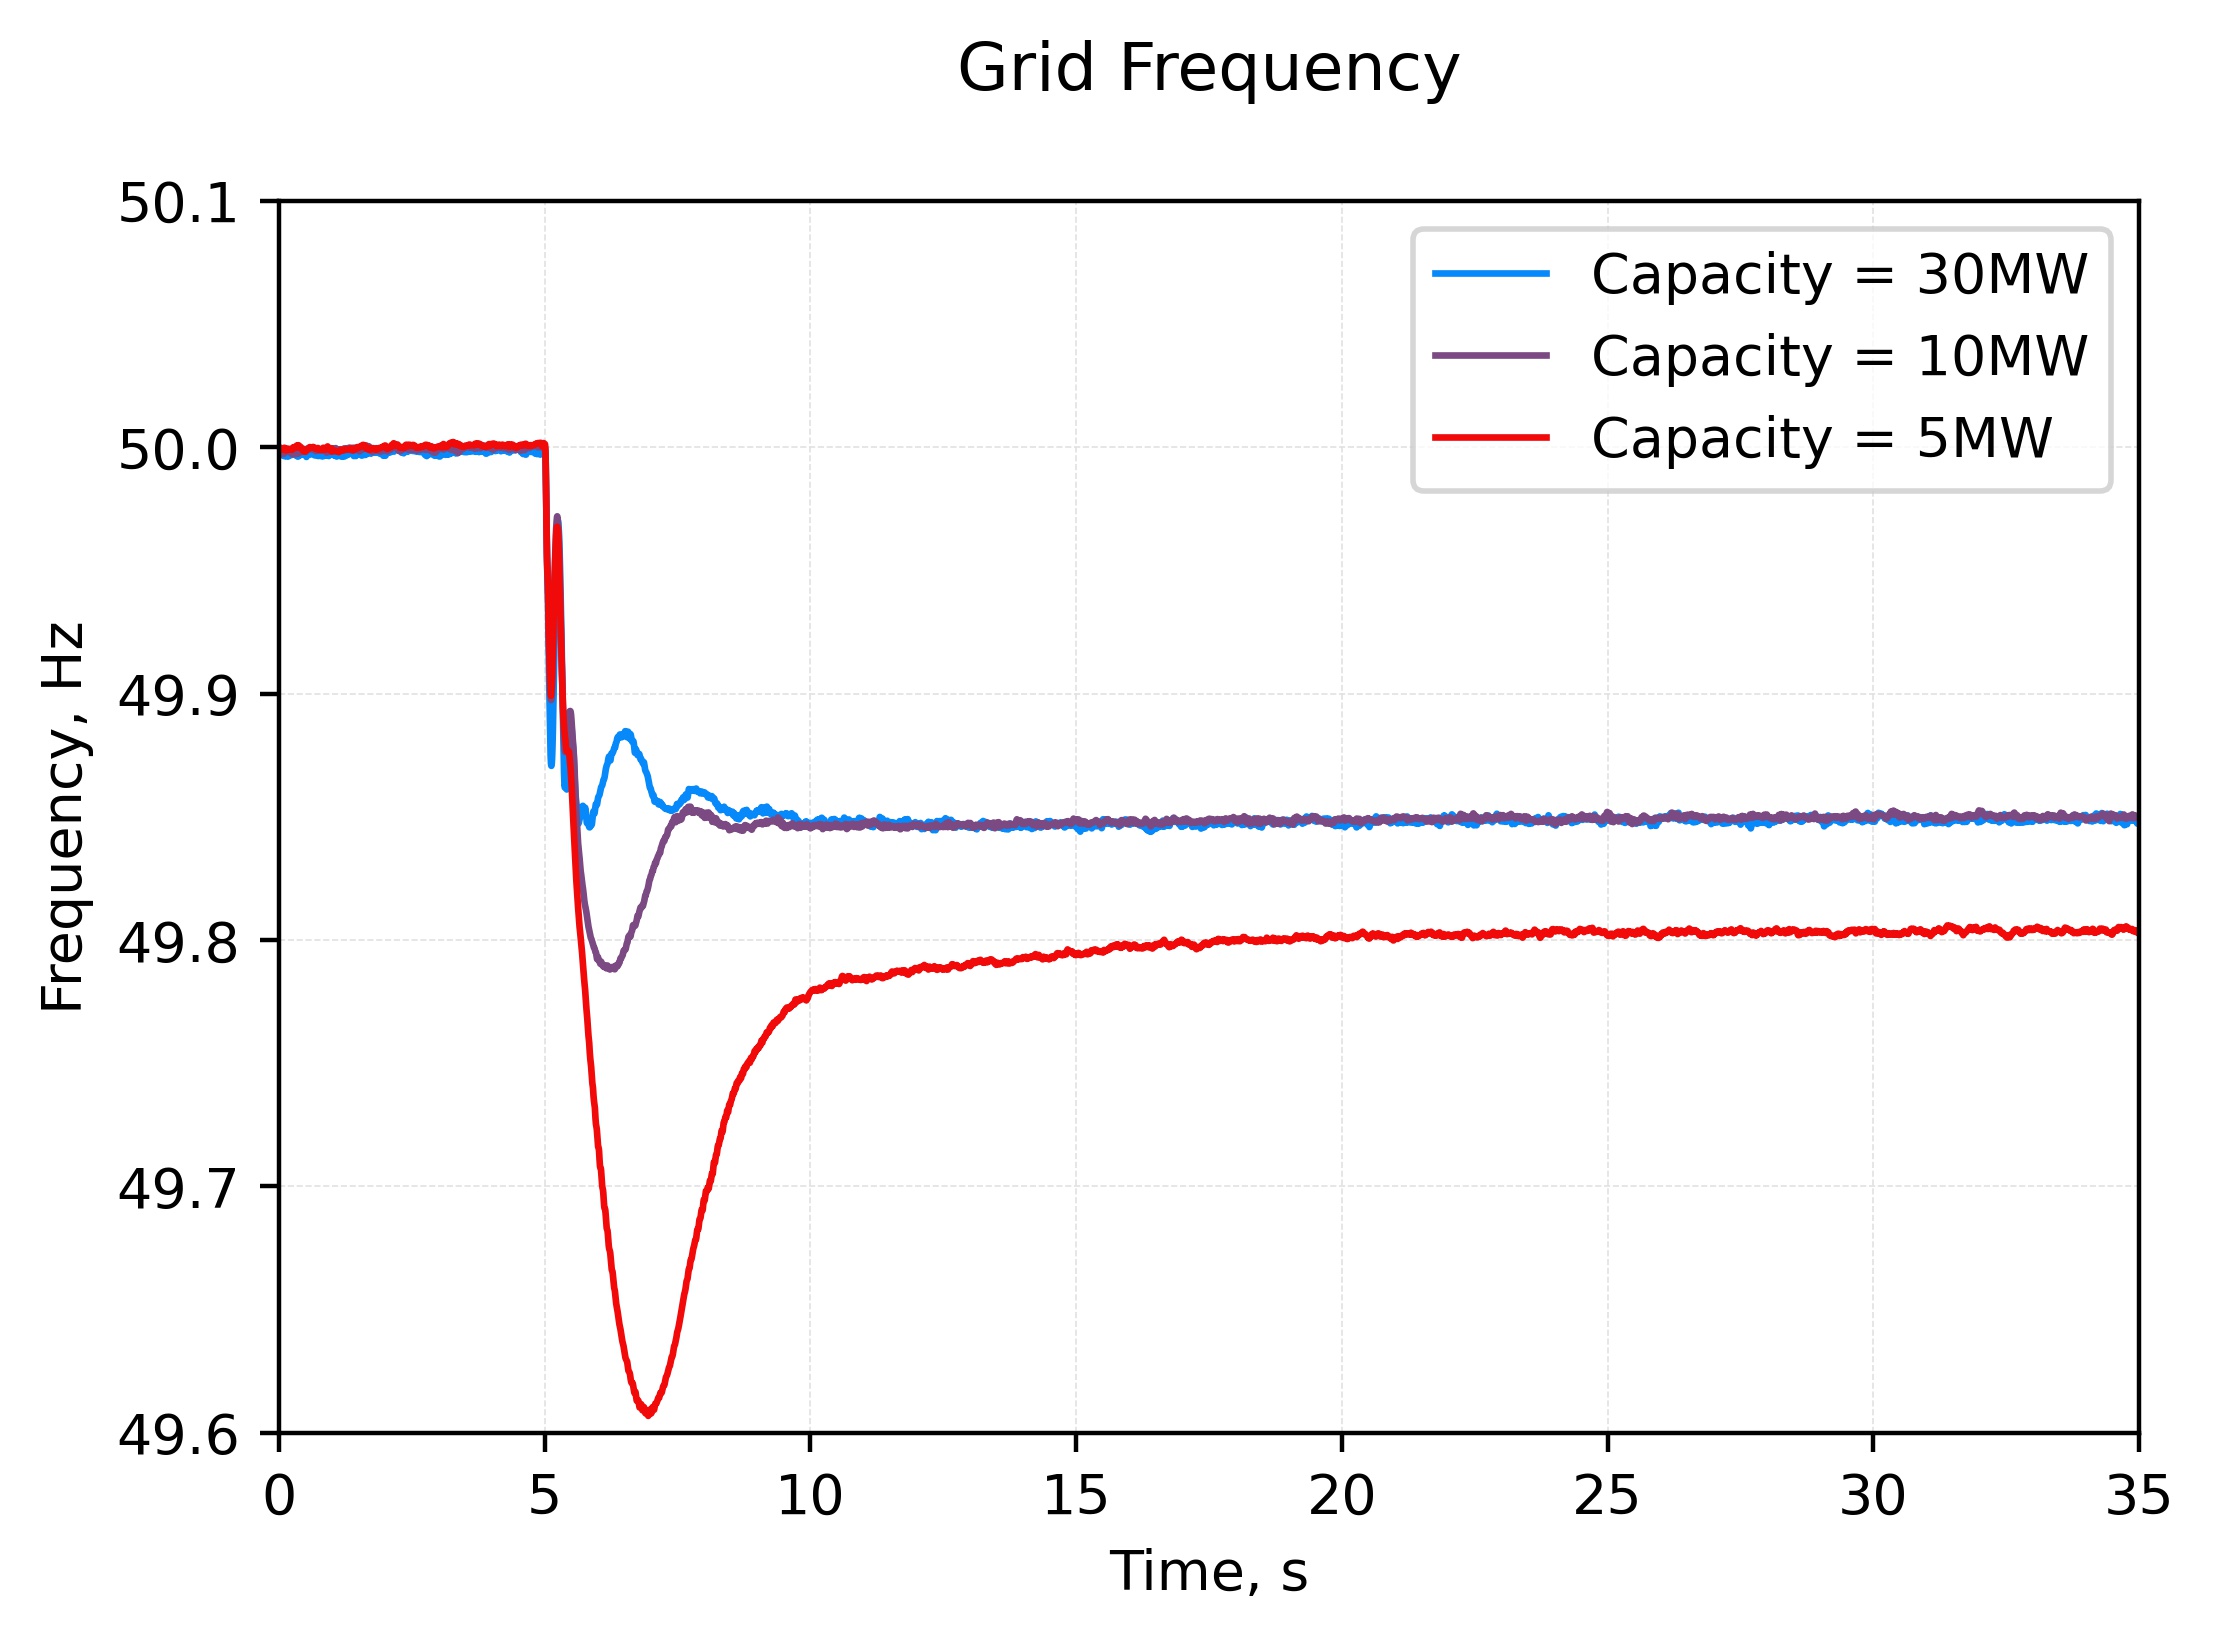 Grid Frequency
50.1
50.0
49.9
49.8
49.7
49.6
Frequency, Hz
Capacity = 30MW
Capacity = 10MW
Capacity = 5MW
0 5 10 15 20 25 30 35
Time, s